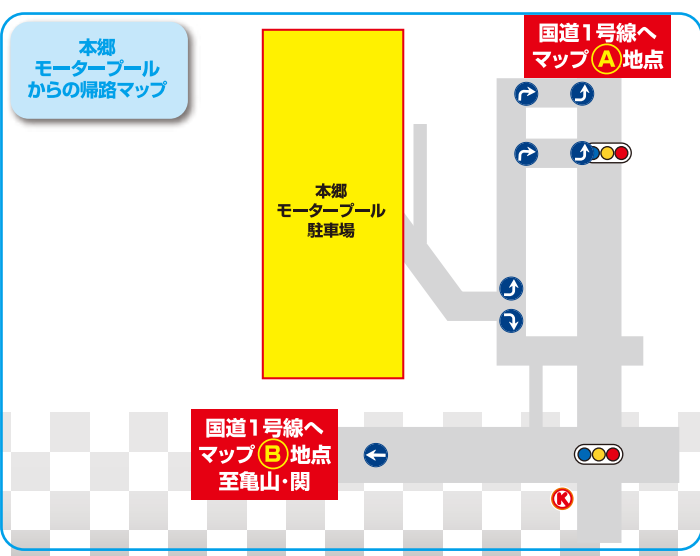 本郷
モータープール
からの帰路マップ
国道1号線へ
マップⒶ地点
本郷
モータープール
駐車場
国道1号線へ
マップⒷ地点
至亀山・関
K